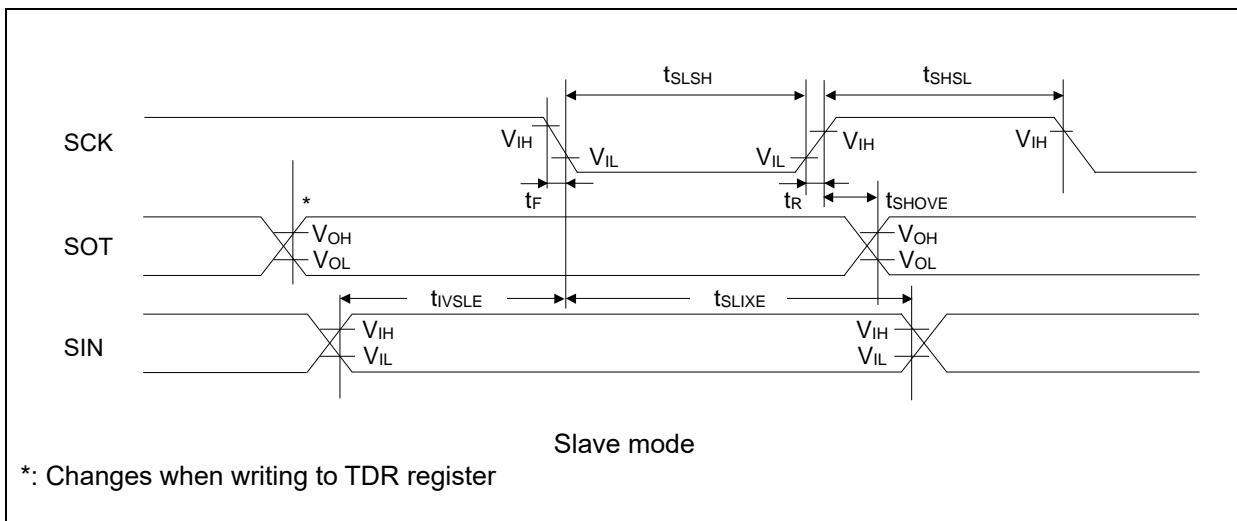 tSLSH tSHSL
SCK VIH VIL VIL VIH VIH
tF tR tSHOVE
*
SOT VOH VOH
VOL VOL
tIVSLE tSLIXE
SIN VIH VIH
VIL VIL
Slave mode
*: Changes when writing to TDR register